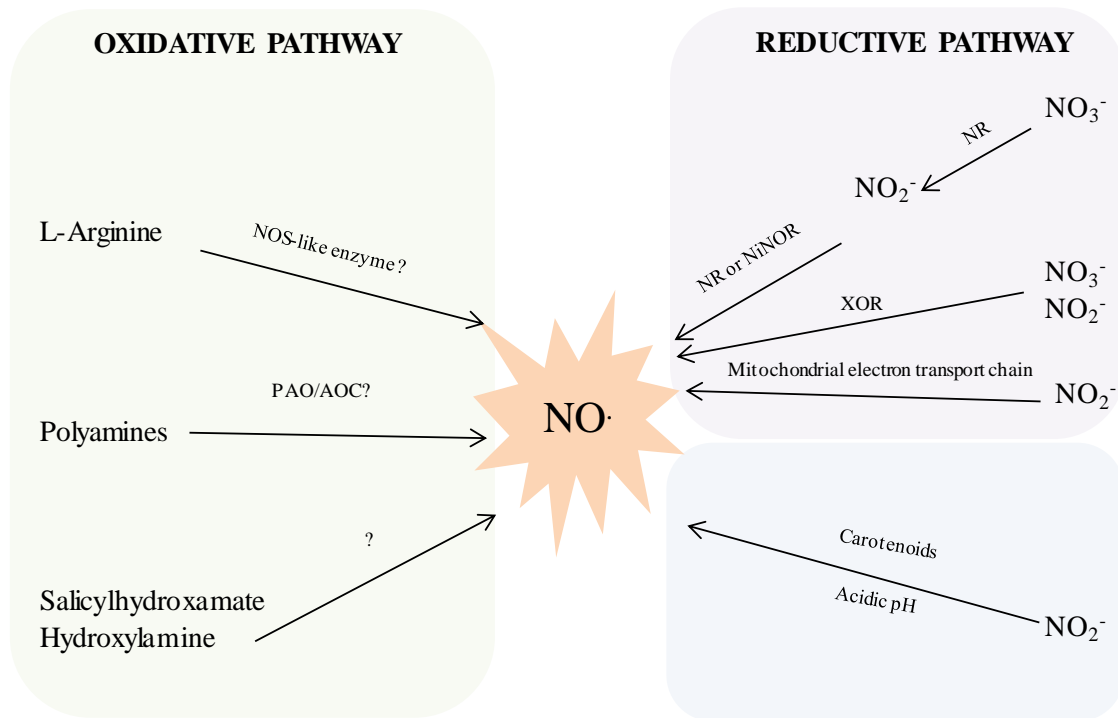 OXIDATIVE PATHWAY
L-Arginine
NOS-like enzyme?
Polyamines
PAO/AOC?
Salicylhydroxamate
Hydroxylamine
?
NO·
REDUCTIVE PATHWAY
NO₃⁻
NR
NO₂⁻
NR or NiNOR
NO₃⁻
NO₂⁻
XOR
Mitochondrial electron transport chain
NO₂⁻
Carotenoids
Acidic pH
NO₂⁻